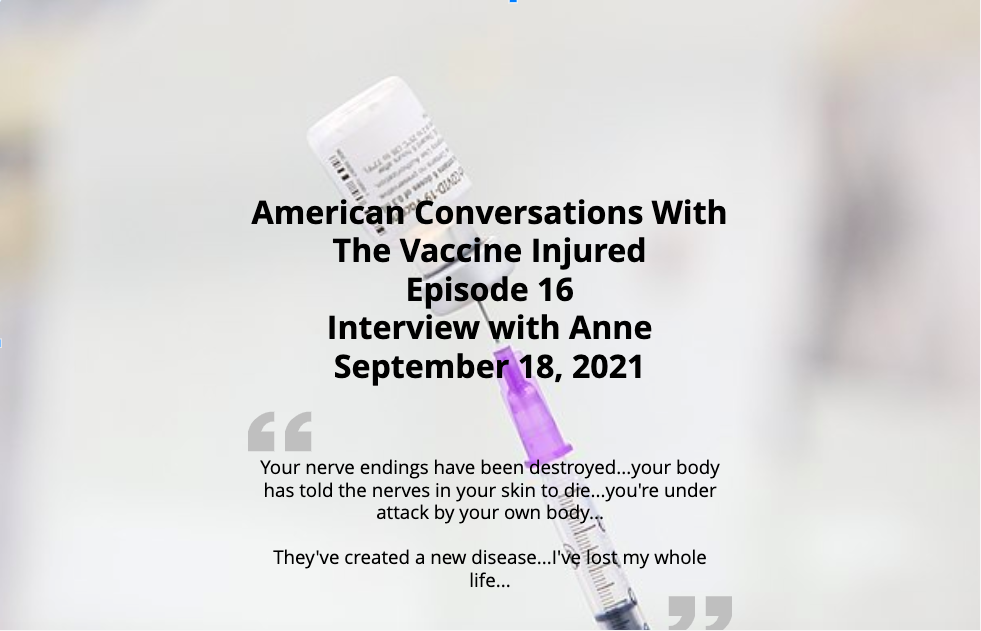 American Conversations With
The Vaccine Injured
Episode 16
Interview with Anne
September 18, 2021
“
Your nerve endings have been destroyed...your body
has told the nerves in your skin to die...you're under
attack by your own body...
They've created a new disease...I've lost my whole
life...
”